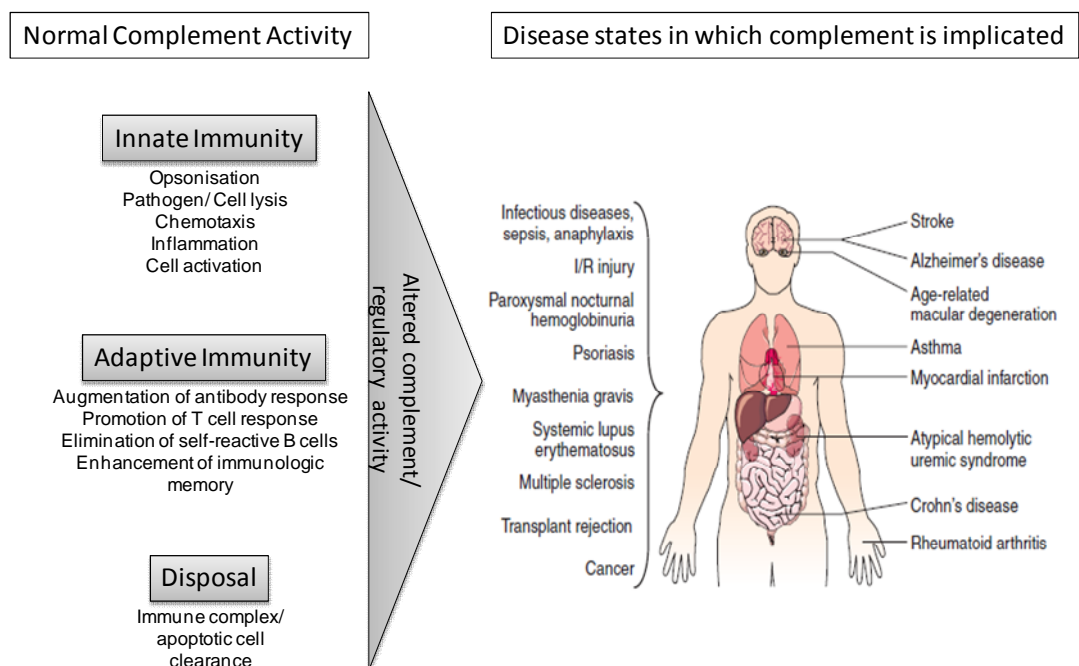 Normal Complement Activity
Disease states in which complement is implicated
Innate Immunity
Opsonisation
Pathogen/ Cell lysis
Chemotaxis
Inflammation
Cell activation
Adaptive Immunity
Augmentation of antibody response
Promotion of T cell response
Elimination of self-reactive B cells
Enhancement of immunologic
memory
Disposal
Immune complex/
apoptotic cell
clearance
Altered complement/
regulatory activity
Infectious diseases,
sepsis, anaphylaxis
I/R injury
Paroxysmal nocturnal
hemoglobinuria
Psoriasis
Myasthenia gravis
Systemic lupus
erythematosus
Multiple sclerosis
Transplant rejection
Cancer
Stroke
Alzheimer's disease
Age-related
macular degeneration
Asthma
Myocardial infarction
Atypical hemolytic
uremic syndrome
Crohn's disease
Rheumatoid arthritis